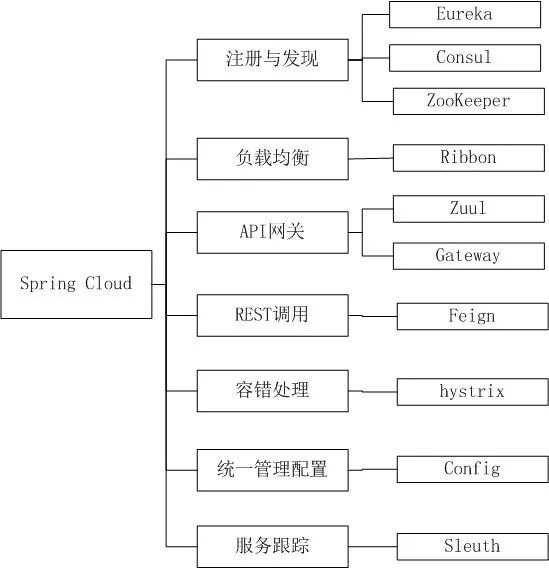 Spring Cloud
注册与发现
Eureka
Consul
ZooKeeper
负载均衡
Ribbon
API网关
Zuul
Gateway
REST调用
Feign
容错处理
hystrix
统一管理配置
Config
服务跟踪
Sleuth